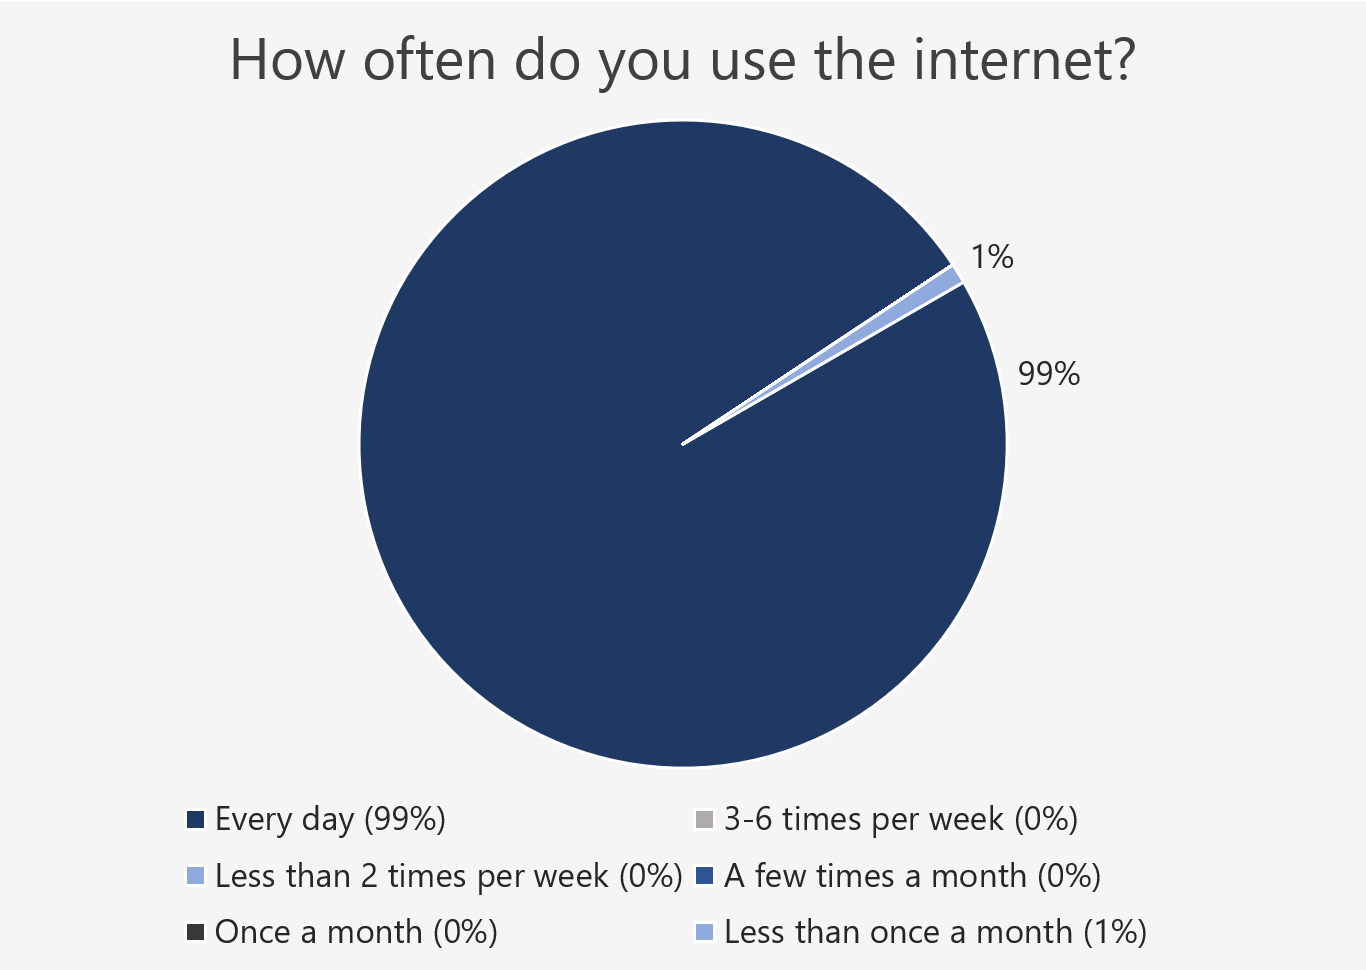 How often do you use the internet?
1%
99%
Every day (99%)
3-6 times per week (0%)
Less than 2 times per week (0%)
A few times a month (0%)
Once a month (0%)
Less than once a month (1%)